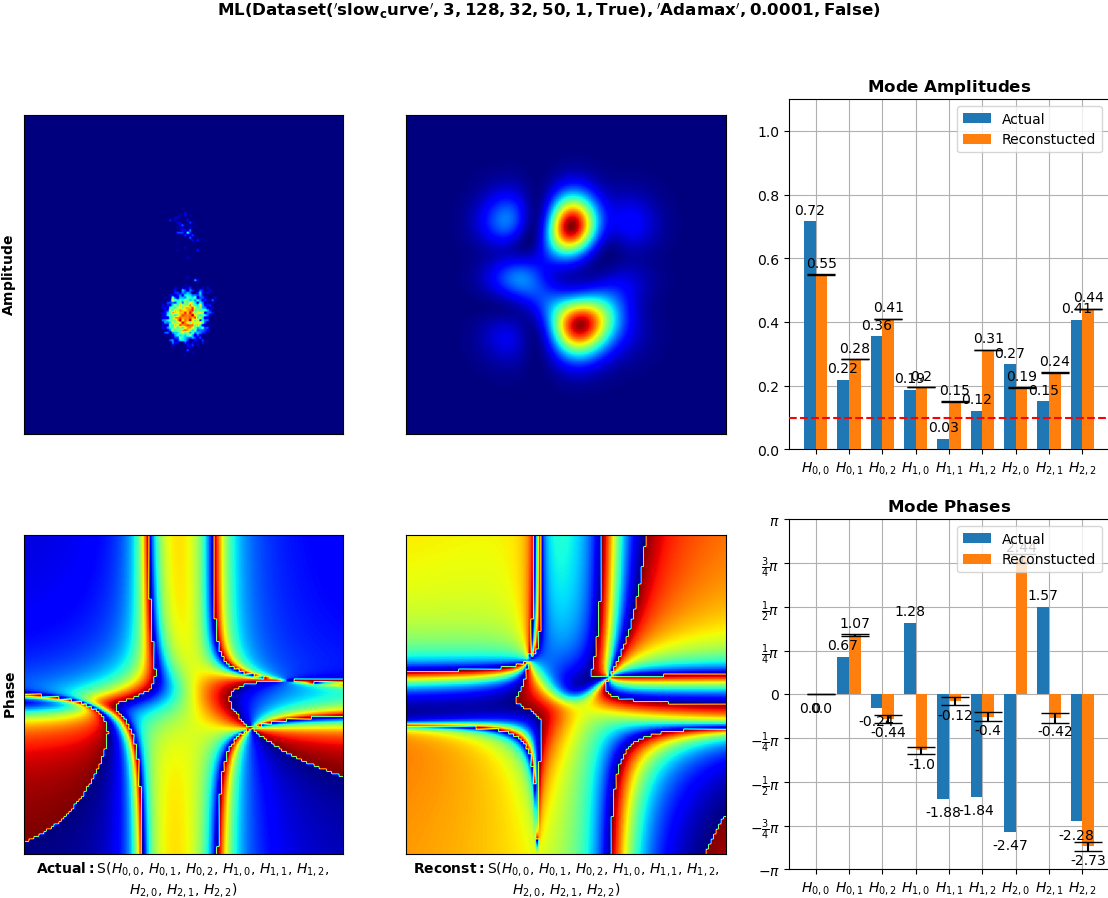 ML(Dataset('slow_curve', 3, 128, 32, 50, 1, True), 'Adamax', 0.0001, False)
Amplitude
Mode Amplitudes
Actual
Reconstucted
1.0
0.8
0.6
0.4
0.2
0.0
0.72
0.55
0.22
0.28
0.36
0.41
0.19
0.2
0.03
0.15
0.12
0.31
0.27
0.19
0.15
0.24
0.41
0.44
H0,0 H0,1 H0,2 H1,0 H1,1 H1,2 H2,0 H2,1 H2,2
Phase
Actual: S(H0,0, H0,1, H0,2, H1,0, H1,1, H1,2,
H2,0, H2,1, H2,2)
Reconst: S(H0,0, H0,1, H0,2, H1,0, H1,1, H1,2,
H2,0, H2,1, H2,2)
Mode Phases
Actual
Reconstucted
π
3/4π
1/2π
1/4π
0
−1/4π
−1/2π
−3/4π
−π
0.0
0.0
0.67
1.07
-0.24
-0.44
1.28
-1.0
-1.88
-0.12
-1.84
-0.4
-2.47
2.44
1.57
-0.42
-2.28
-2.73
H0,0 H0,1 H0,2 H1,0 H1,1 H1,2 H2,0 H2,1 H2,2